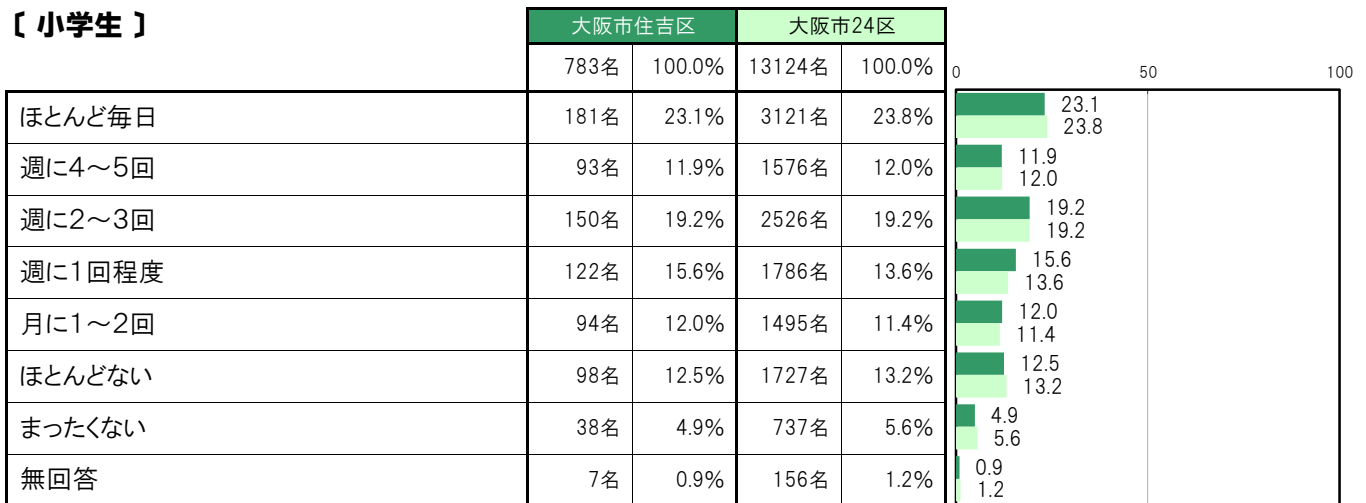 〔 小学生 〕
大阪市住吉区 大阪市24区
783名 100.0% 13124名 100.0% 0 50 100
ほとんど毎日 181名 23.1% 3121名 23.8% 23.1
23.8
週に4～5回 93名 11.9% 1576名 12.0% 11.9
12.0
週に2～3回 150名 19.2% 2526名 19.2% 19.2
19.2
週に1回程度 122名 15.6% 1786名 13.6% 15.6
13.6
月に1～2回 94名 12.0% 1495名 11.4% 12.0
11.4
ほとんどない 98名 12.5% 1727名 13.2% 12.5
13.2
まったくない 38名 4.9% 737名 5.6% 4.9
5.6
無回答 7名 0.9% 156名 1.2% 0.9
1.2